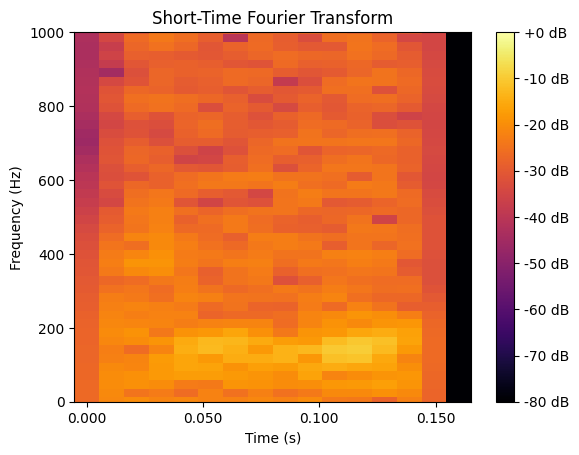 Short-Time Fourier Transform
1000
800
600
400
200
0
Frequency (Hz)
0.000
0.050
0.100
0.150
Time (s)
+0 dB
-10 dB
-20 dB
-30 dB
-40 dB
-50 dB
-60 dB
-70 dB
-80 dB